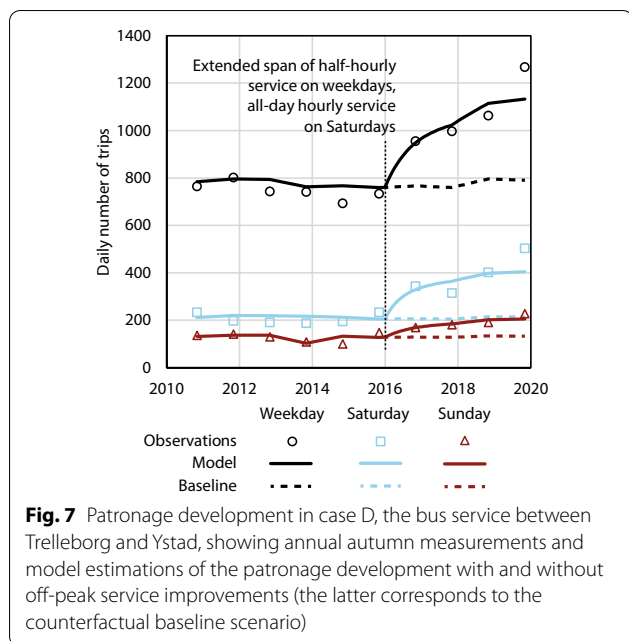 1400
1200
1000
800
600
400
200
0
Daily number of trips
Extended span of half-hourly
service on weekdays,
all-day hourly service
on Saturdays
2010 2012 2014 2016 2018 2020
Weekday Saturday Sunday
Observations
Model
Baseline
Fig. 7 Patronage development in case D, the bus service between
Trelleborg and Ystad, showing annual autumn measurements and
model estimations of the patronage development with and without
off-peak service improvements (the latter corresponds to the
counterfactual baseline scenario)